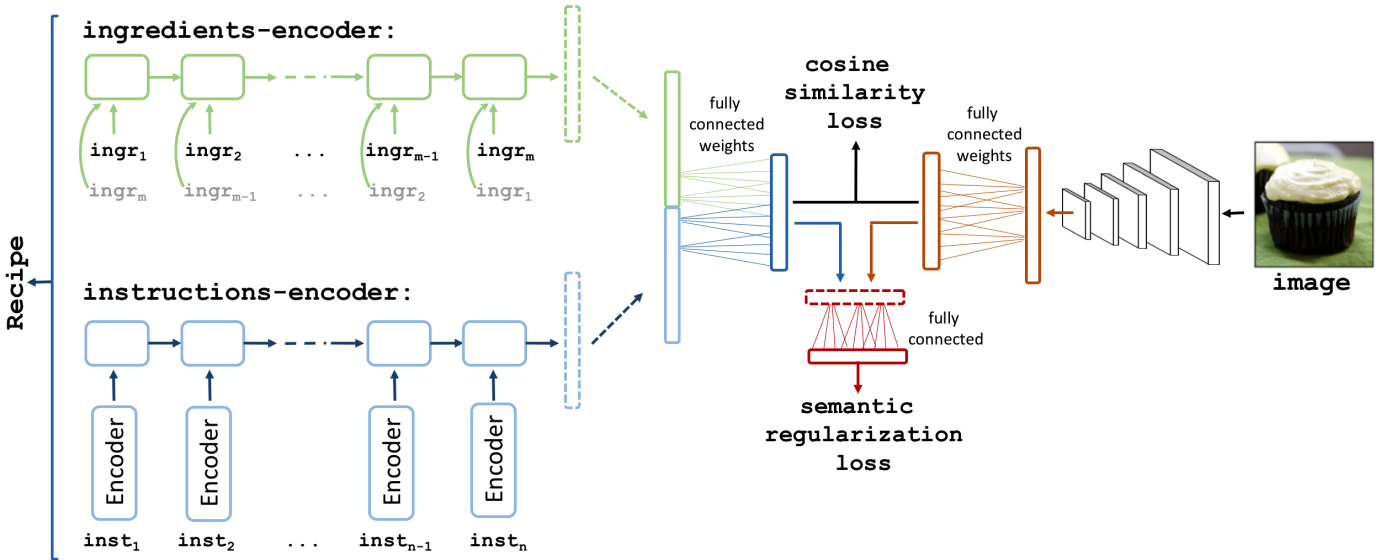 ingredients-encoder:
ingr1 ingr2 ... ingrm-1 ingrm
ingrm ingrm-1 ... ingr2 ingr1
Recipe
instructions-encoder:
Encoder Encoder Encoder Encoder
inst1 inst2 ... instn-1 instn
fully
connected
weights
cosine
similarity
loss
fully
connected
weights
image
fully
connected
semantic
regularization
loss